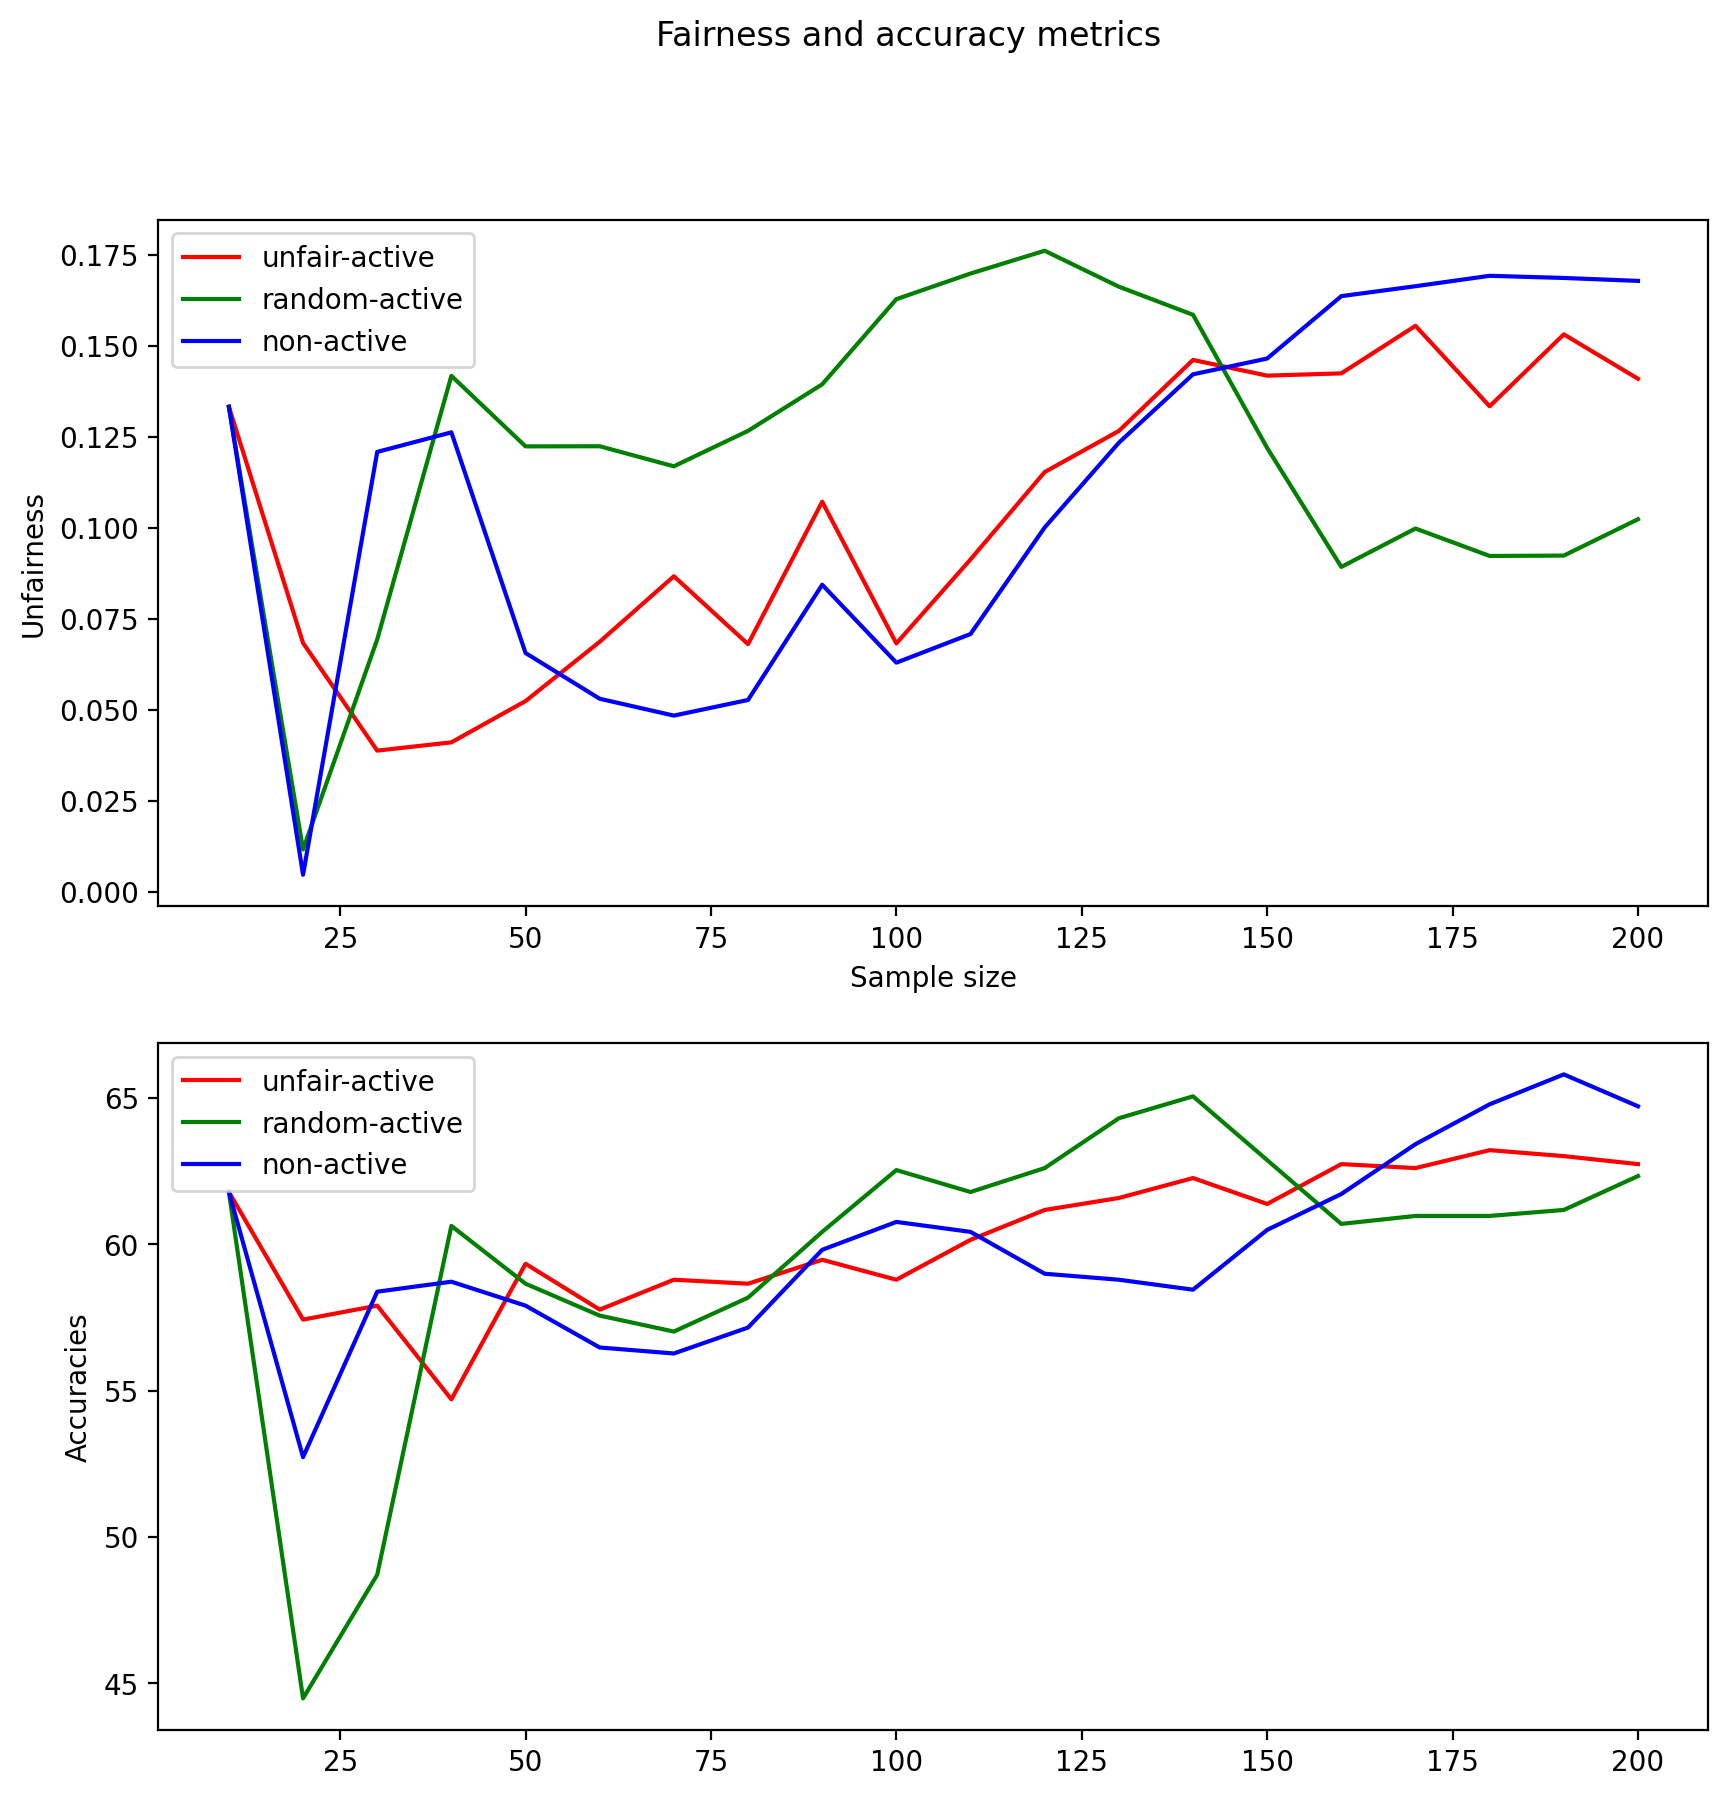 Fairness and accuracy metrics
unfair-active
random-active
non-active
0.175
0.150
0.125
0.100
0.075
0.050
0.025
0.000
Unfairness
25 50 75 100 125 150 175 200
Sample size
unfair-active
random-active
non-active
65
60
55
50
45
Accuracies
25 50 75 100 125 150 175 200